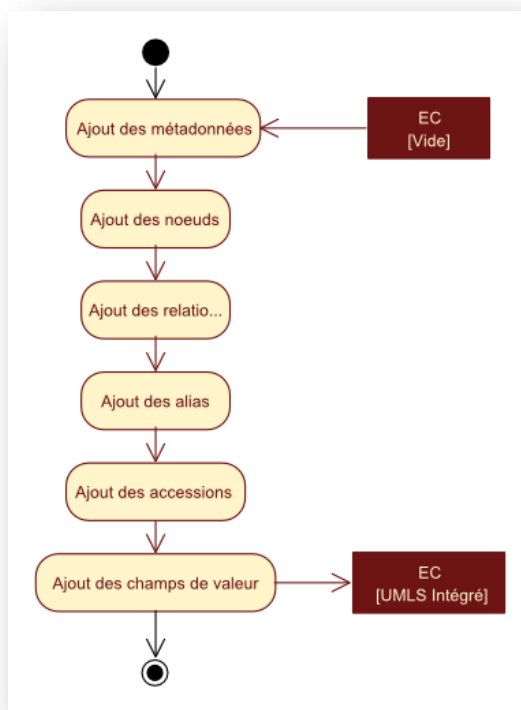 Ajout des métadonnées
EC
[Vide]
Ajout des noeuds
Ajout des relatio...
Ajout des alias
Ajout des accessions
Ajout des champs de valeur
EC
[UMLS Intégré]